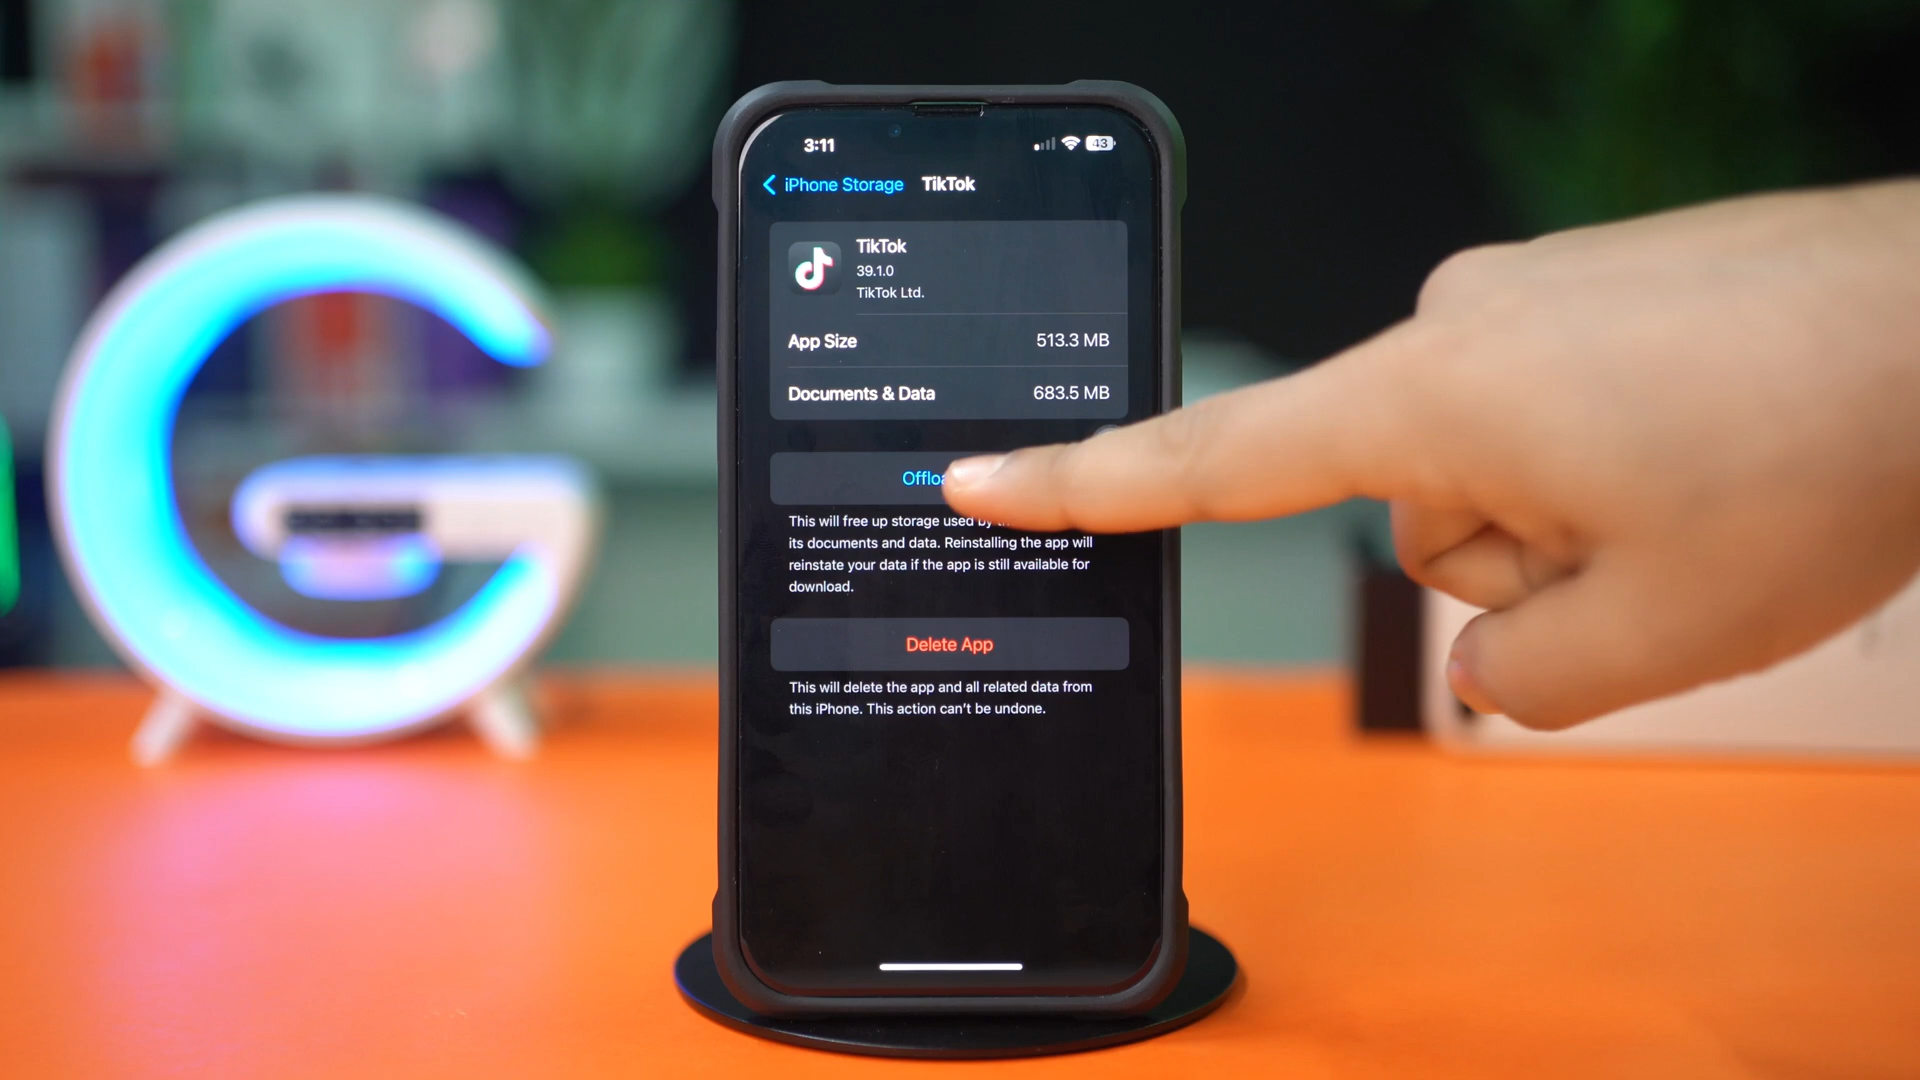 3:11
43
iPhone Storage TikTok
TikTok
39.1.0
TikTok Ltd.
App Size 513.3 MB
Documents & Data 683.5 MB
This will free up storage used by
its documents and data. Reinstalling the app will
reinstate your data if the app is still available for
download.
Delete App
This will delete the app and all related data from
this iPhone. This action can't be undone.